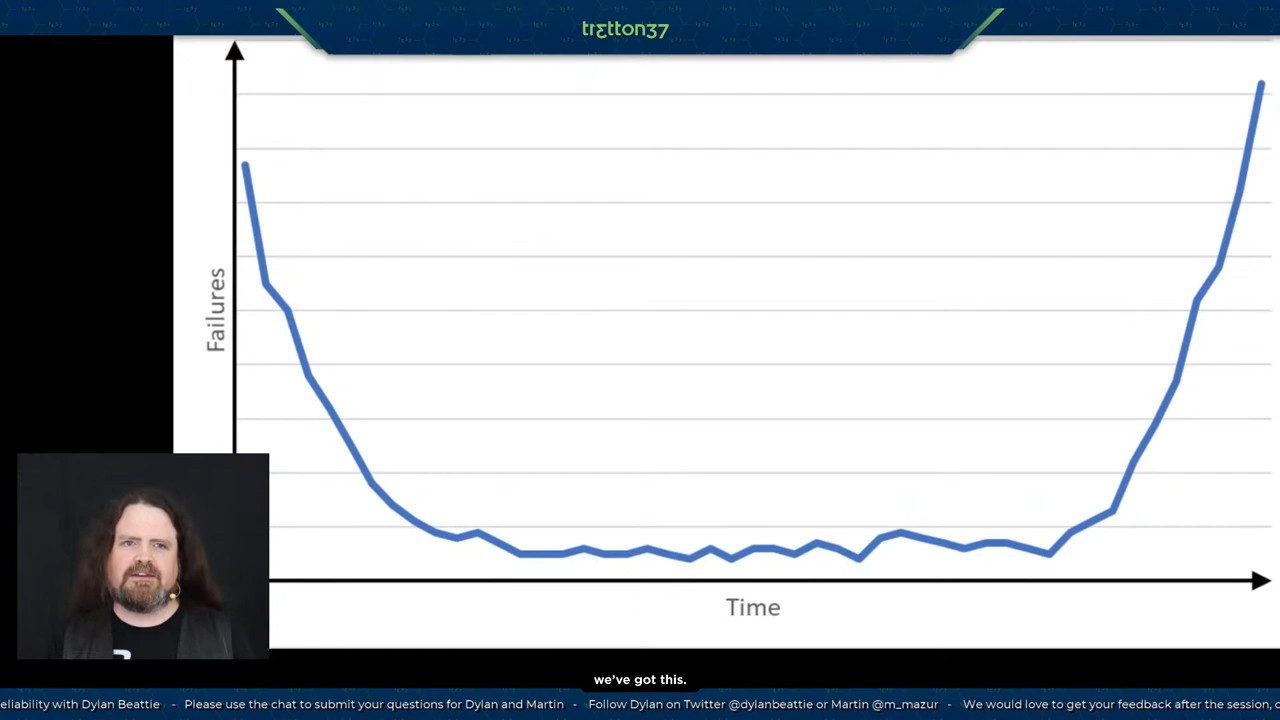 trɛtton37
Failures
Time
we've got this.
eliability with Dylan Beattie - Please use the chat to submit your questions for Dylan and Martin - Follow Dylan on Twitter @dylanbeattie or Martin @m_mazur - We would love to get your feedback after the session,